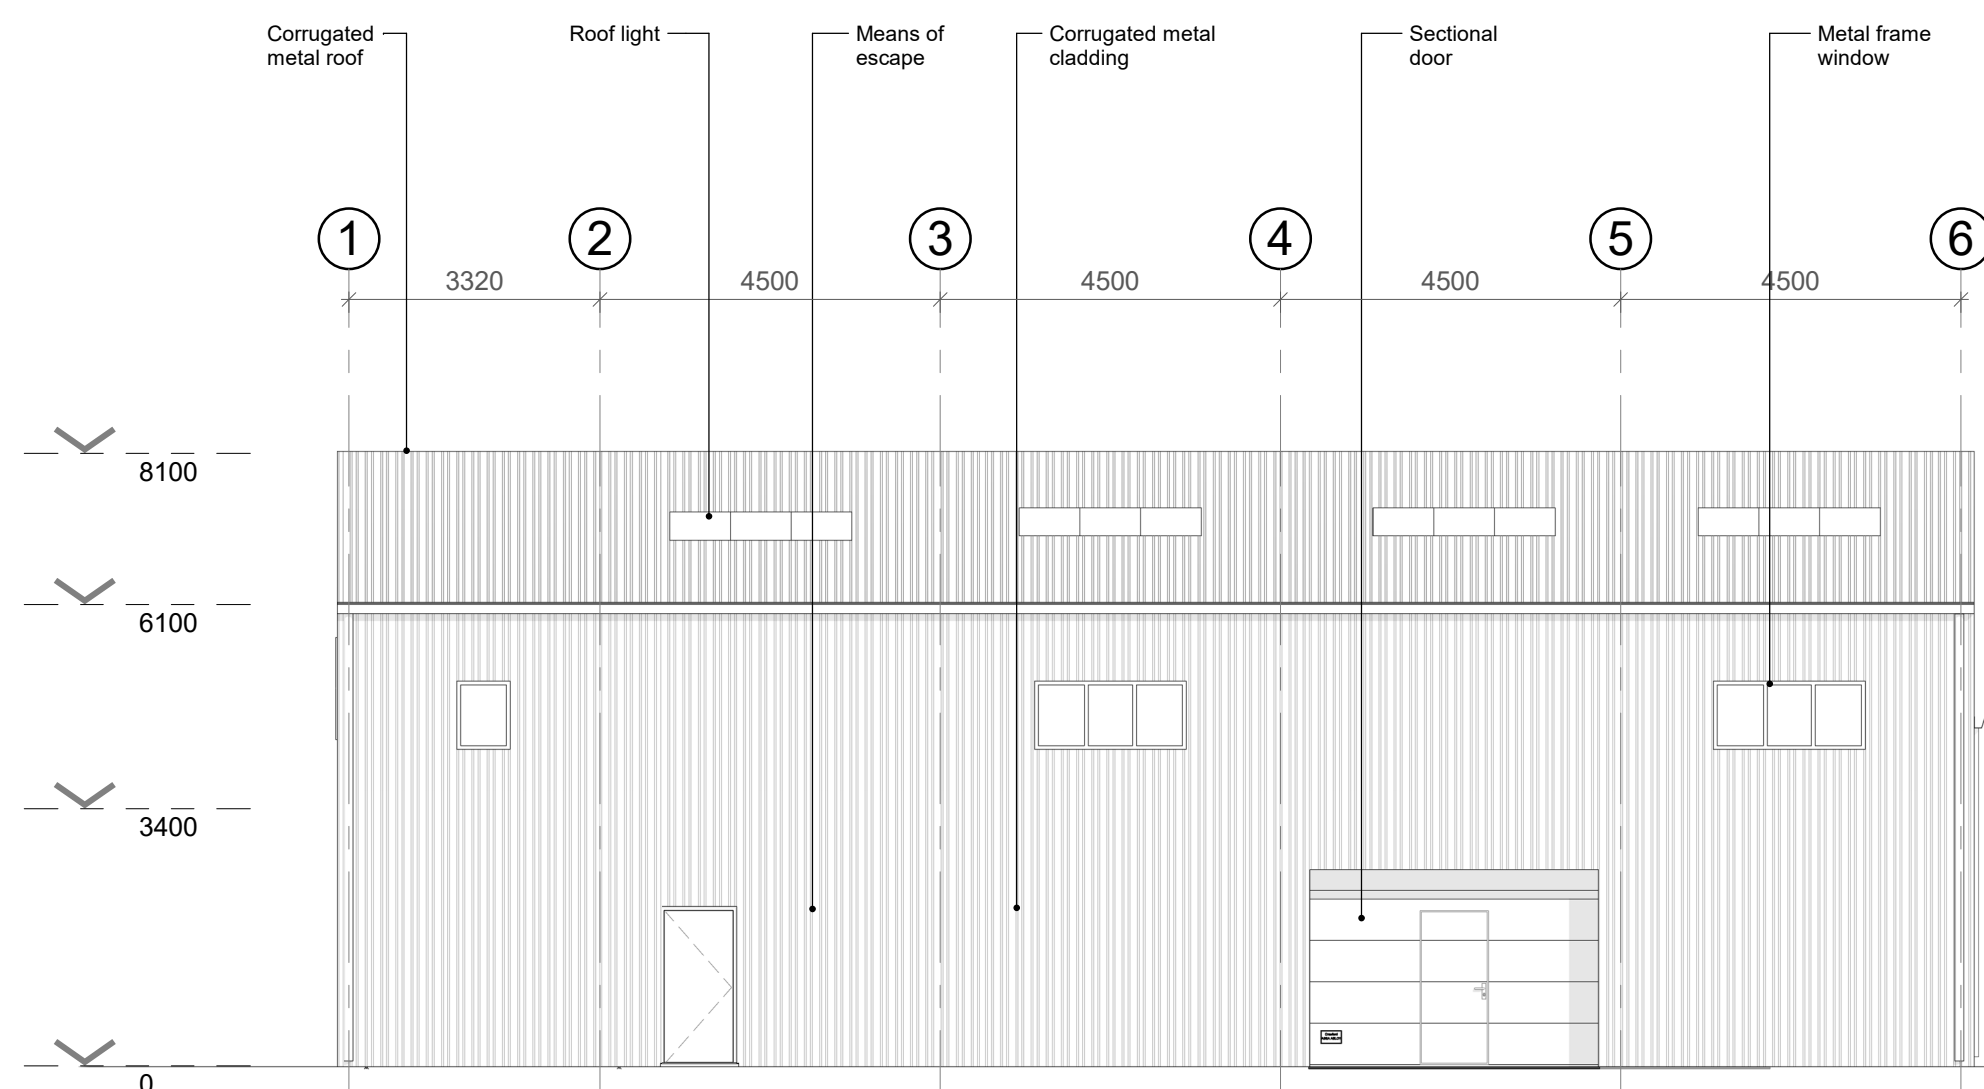 Corrugated
metal roof
Roof light
Means of
escape
Corrugated metal
cladding
Sectional
door
Metal frame
window
1
2
3
4
5
6
3320
4500
4500
4500
4500
8100
6100
3400
0